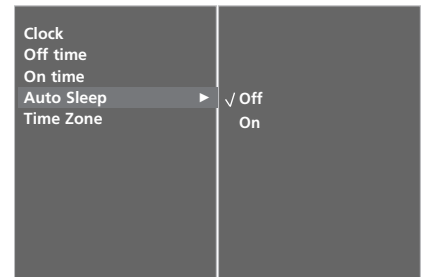 Clock
Off time
On time
Auto Sleep ► √ Off
On
Time Zone